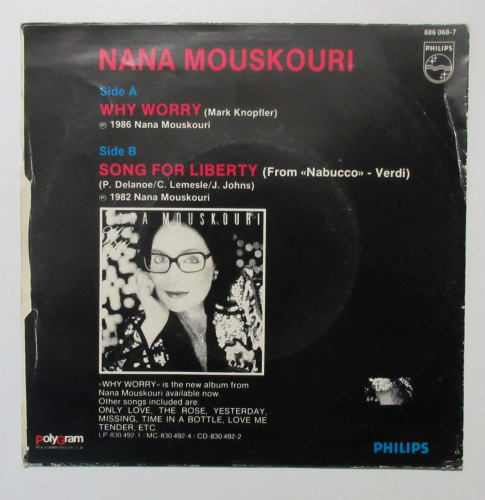 886 068-7
PHILIPS
NANA MOUSKOURI
Side A
WHY WORRY (Mark Knopfler)
℗ 1986 Nana Mouskouri
Side B
SONG FOR LIBERTY (From «Nabucco» - Verdi)
(P. Delanoe/C. Lemesle/J. Johns)
℗ 1982 Nana Mouskouri
NANA MOUSKOURI
«WHY WORRY» is the new album from
Nana Mouskouri available now.
Other songs included are:
ONLY LOVE, THE ROSE, YESTERDAY,
MISSING, TIME IN A BOTTLE, LOVE ME
TENDER, ETC.
LP-830 492-1 · MC-830 492-4 · CD-830 492-2
PolyGram
PHILIPS